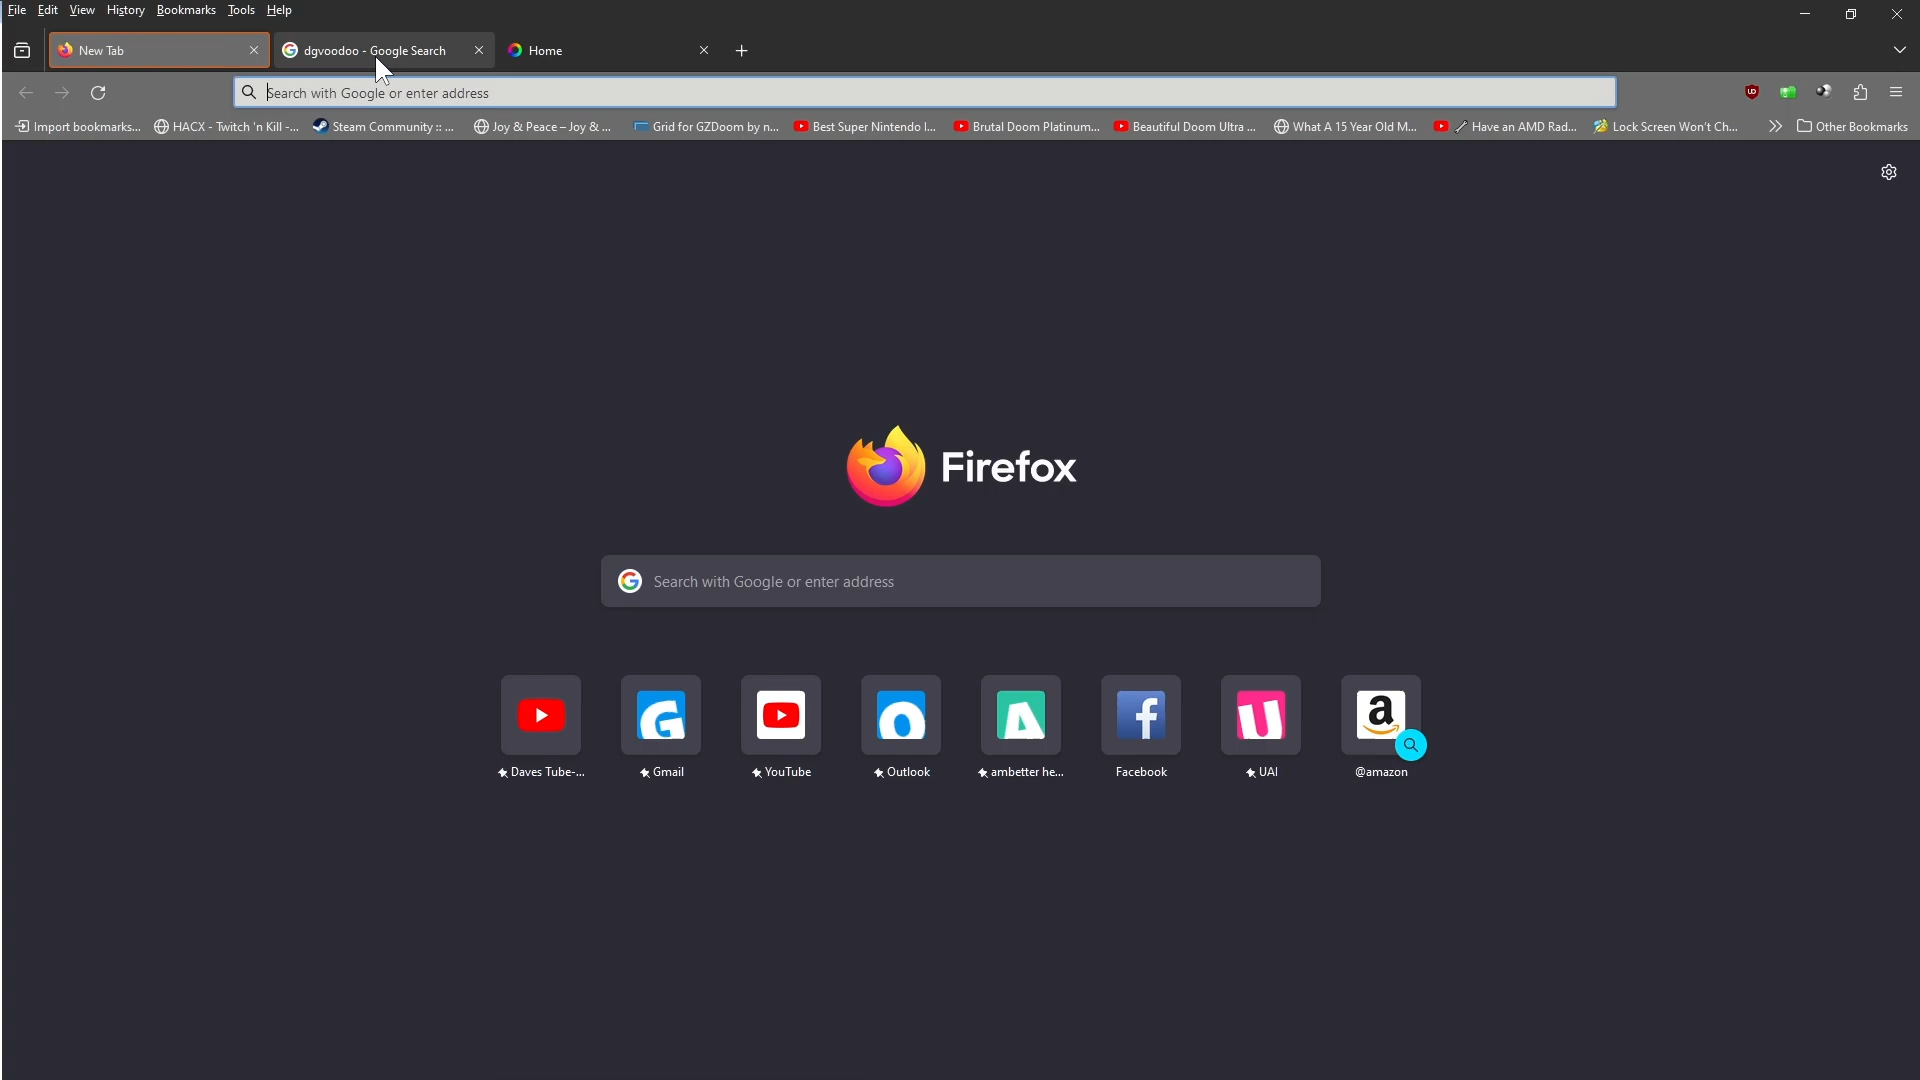 File Edit View History Bookmarks Tools Help
New Tab dgvoodoo - Google Search Home
Search with Google or enter address
Import bookmarks... HACX - Twitch 'n Kill -... Steam Community :: ... Joy & Peace – Joy & ... Grid for GZDoom by n... Best Super Nintendo I... Brutal Doom Platinum... Beautiful Doom Ultra ... What A 15 Year Old M... Have an AMD Rad... Lock Screen Won't Ch... Other Bookmarks
Firefox
Search with Google or enter address
Daves Tube-... Gmail YouTube Outlook ambetter he... Facebook UAI @amazon